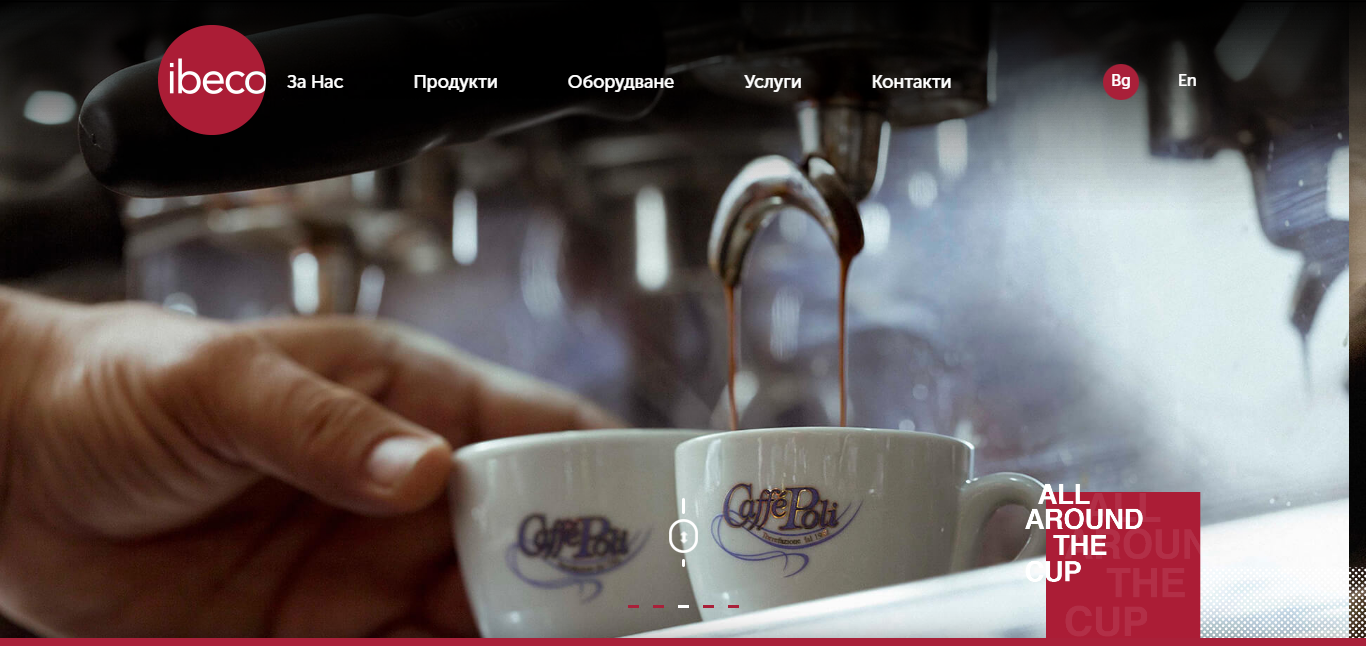 ibeco
За Нас
Продукти
Оборудване
Услуги
Контакти
Bg
En
Caffè Poli
Caffè Poli
ALL
AROUND
THE
CUP
ALL
AROUN
THE
CUP